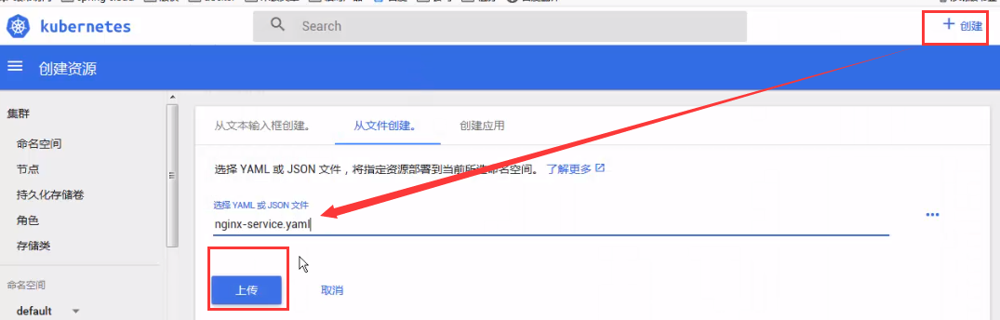 kubernetes
Search
创建
创建资源
集群
命名空间
节点
持久化存储卷
角色
存储类
命名空间
default
从文本输入框创建。
从文件创建。
创建应用
选择 YAML 或 JSON 文件，将指定资源部署到当前所选命名空间。 了解更多
选择 YAML 或 JSON 文件
nginx-service.yaml
上传
取消